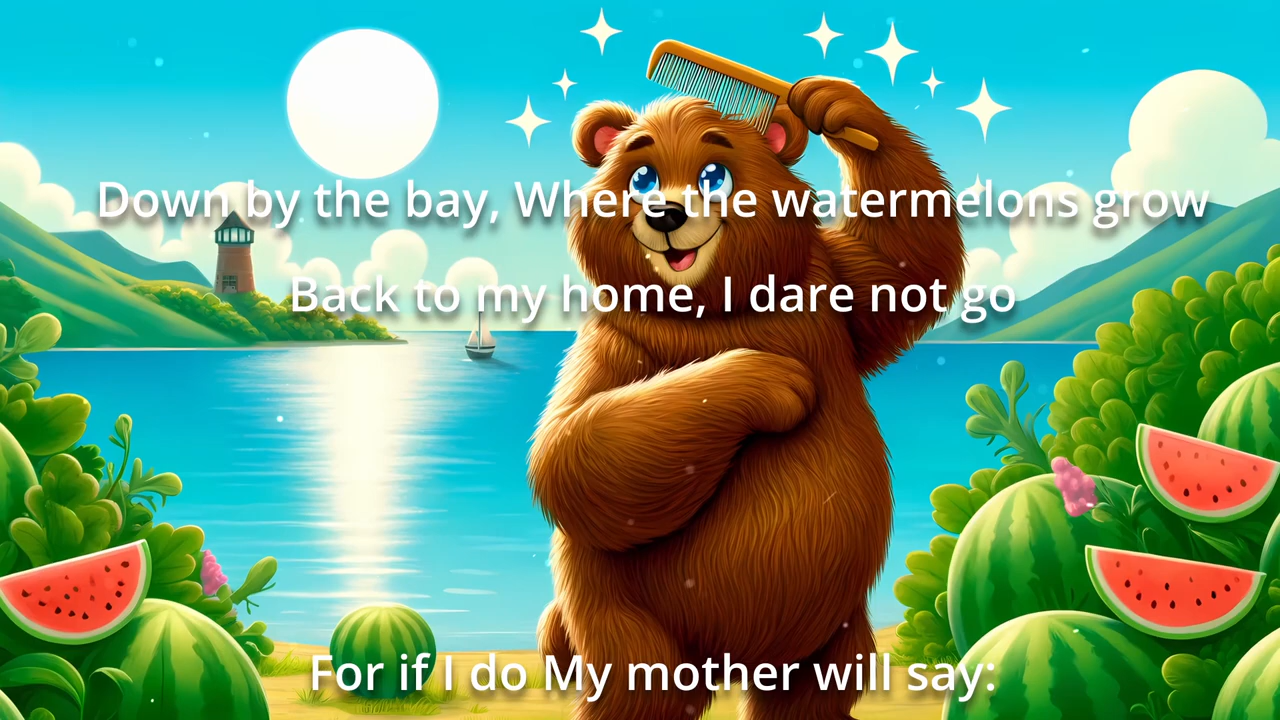 Down by the bay, Where the watermelons grow
Back to my home, I dare not go
For if I do My mother will say: